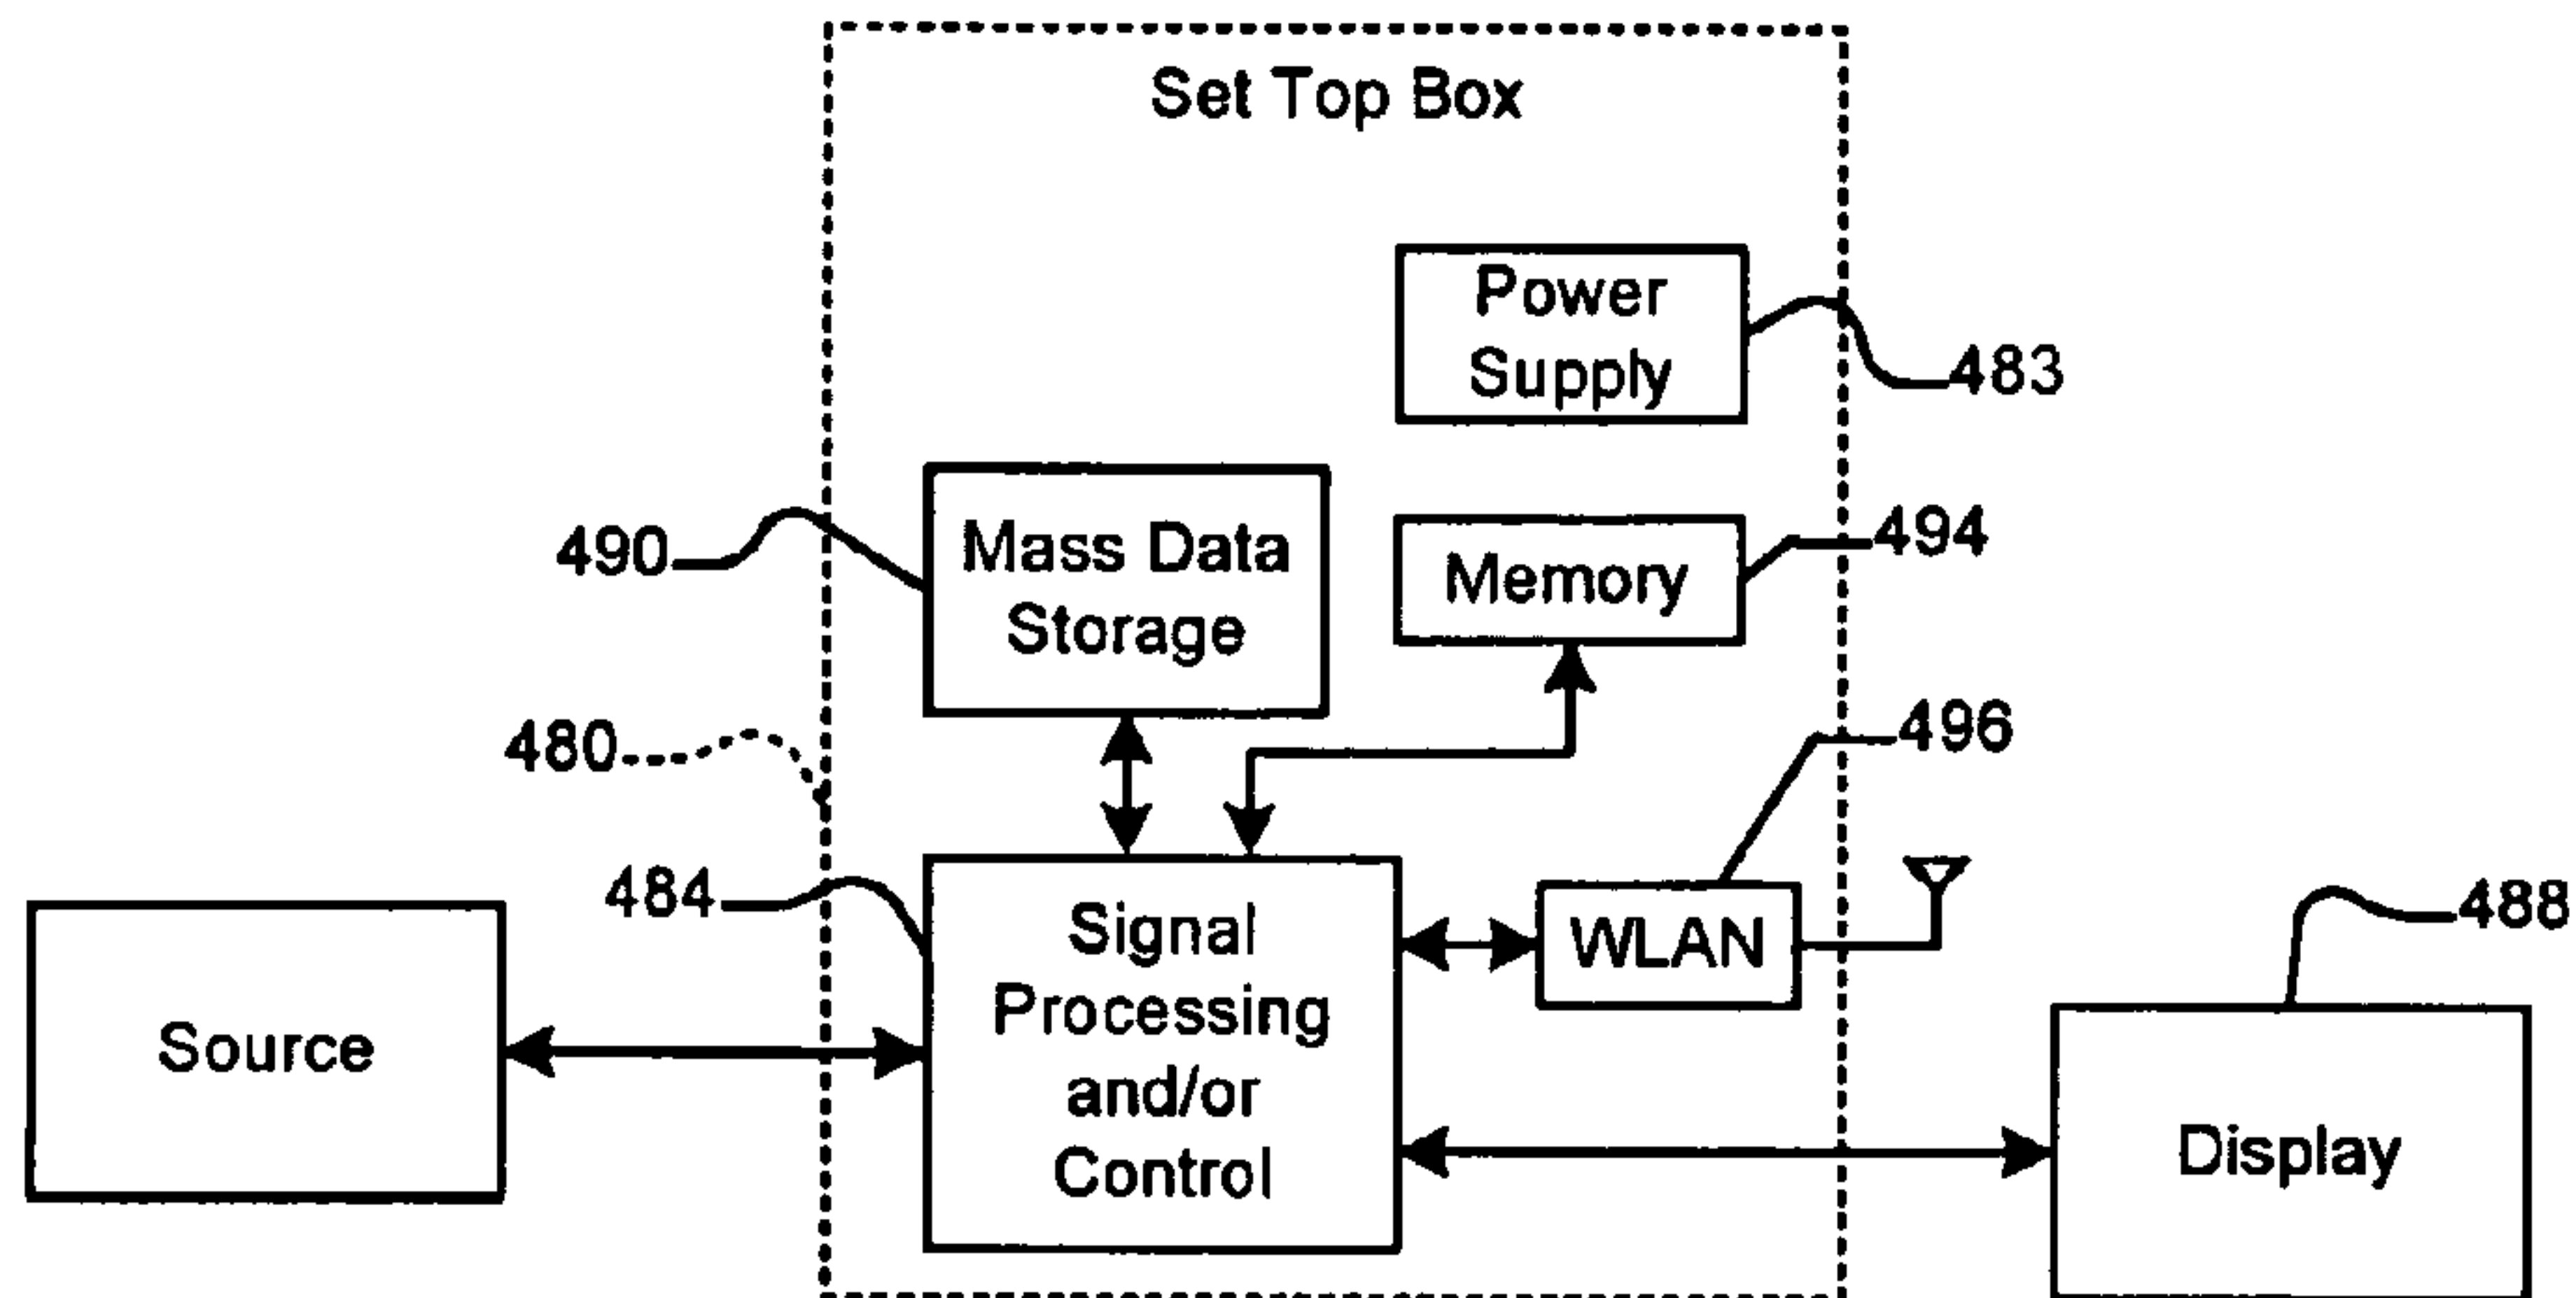 Set Top Box
Power
Supply
483
490
Mass Data
Storage
Memory
494
480
496
484
Signal
Processing
and/or
Control
WLAN
488
Source
Display